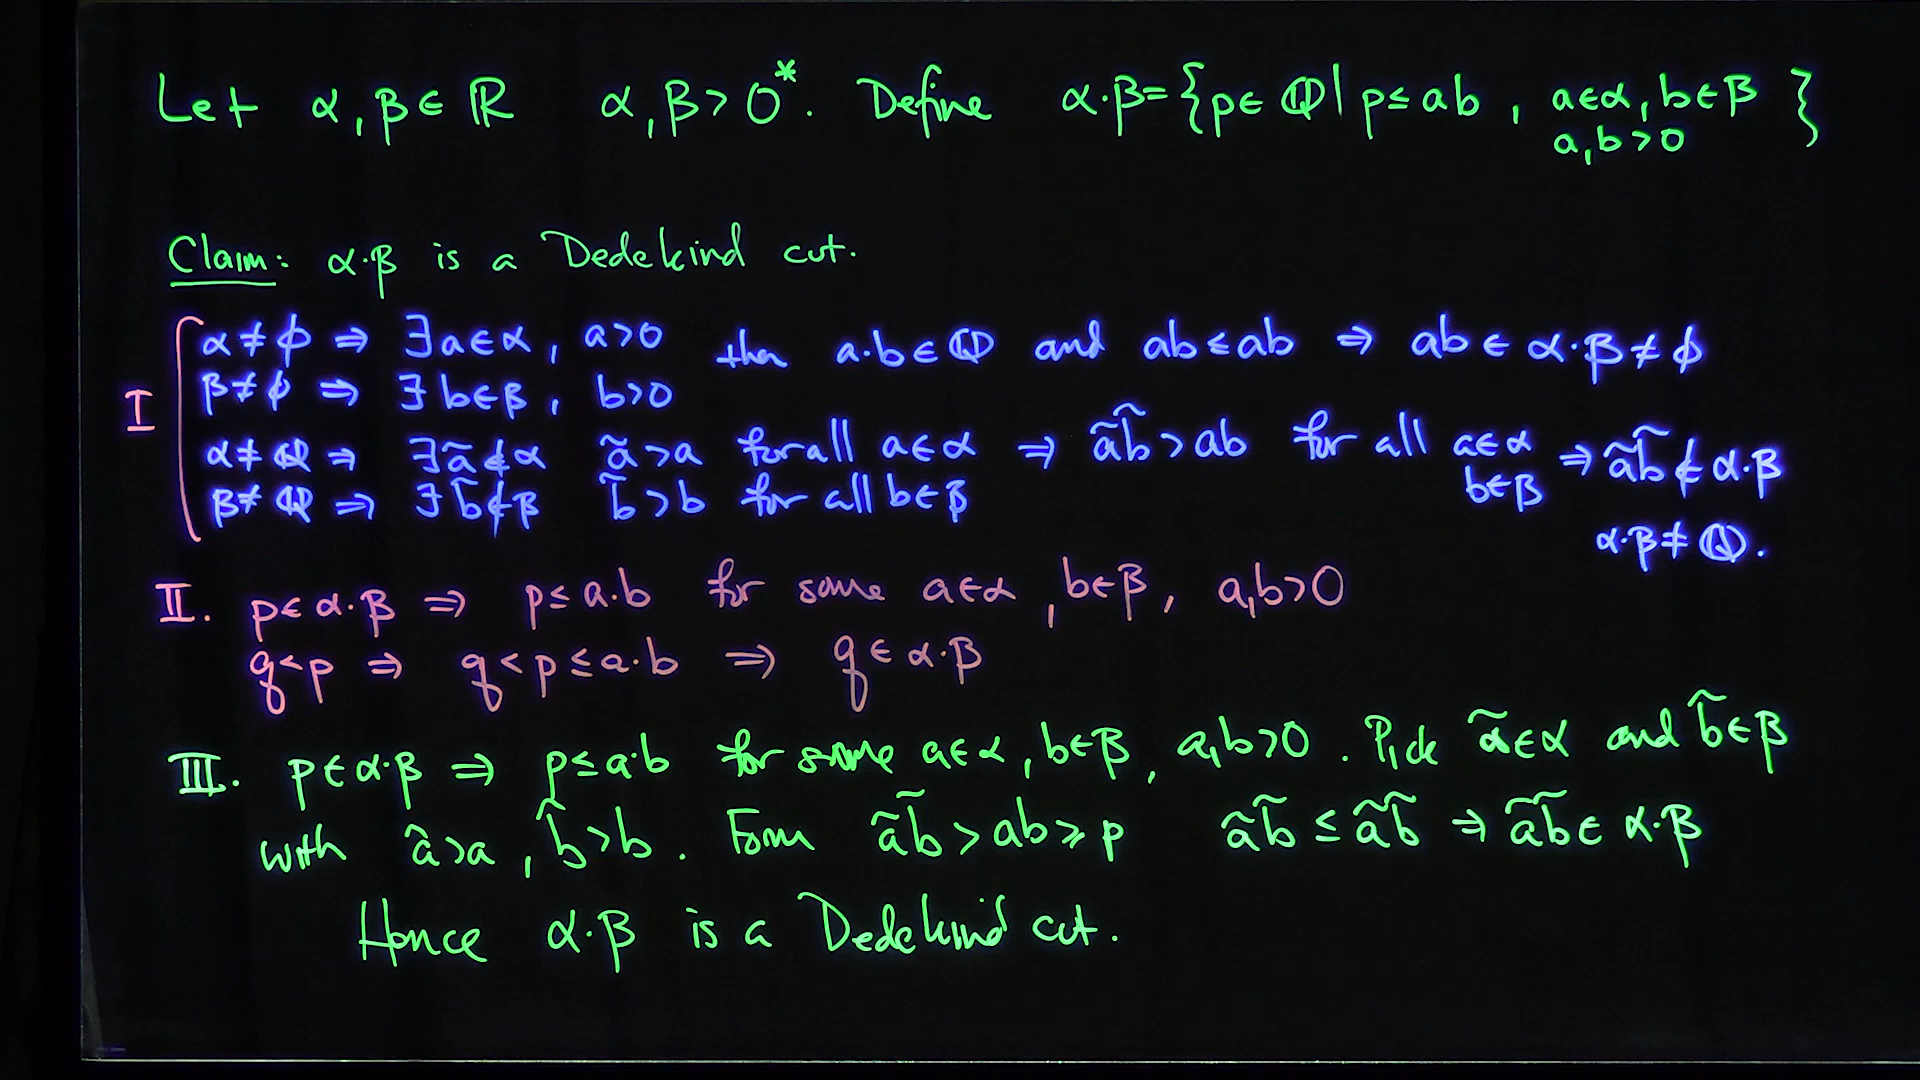 Let α, β ∈ ℝ α, β > 0*. Define α·β = {p ∈ ℚ | p ≤ ab , a∈α, b∈β }
a, b > 0
Claim: α·β is a Dedekind cut.
I
α ≠ ∅ ⇒ ∃ a∈α , a>0 then a·b ∈ ℚ and ab ≤ ab ⇒ ab ∈ α·β ≠ ∅
β ≠ ∅ ⇒ ∃ b∈β , b>0
α ≠ ℚ ⇒ ∃ã ∉ α ã > a for all a∈α ⇒ ãb̃ > ab for all a∈α b∈β ⇒ ãb̃ ∉ α·β
β ≠ ℚ ⇒ ∃ b̃ ∉ β b̃ > b for all b∈β
α·β ≠ ℚ.
II. p∈ α·β ⇒ p ≤ a·b for some a∈α , b∈β , a,b>0
q<p ⇒ q < p ≤ a·b ⇒ q ∈ α·β
III. p ∈ α·β ⇒ p ≤ a·b for some a∈α , b∈β , a,b>0 . Pick ã∈α and b̃∈β
with ã>a , b̃>b . Form ãb̃ > ab ≥ p ãb̃ ≤ ãb̃ ⇒ ãb̃ ∈ α·β
Hence α·β is a Dedekind cut.